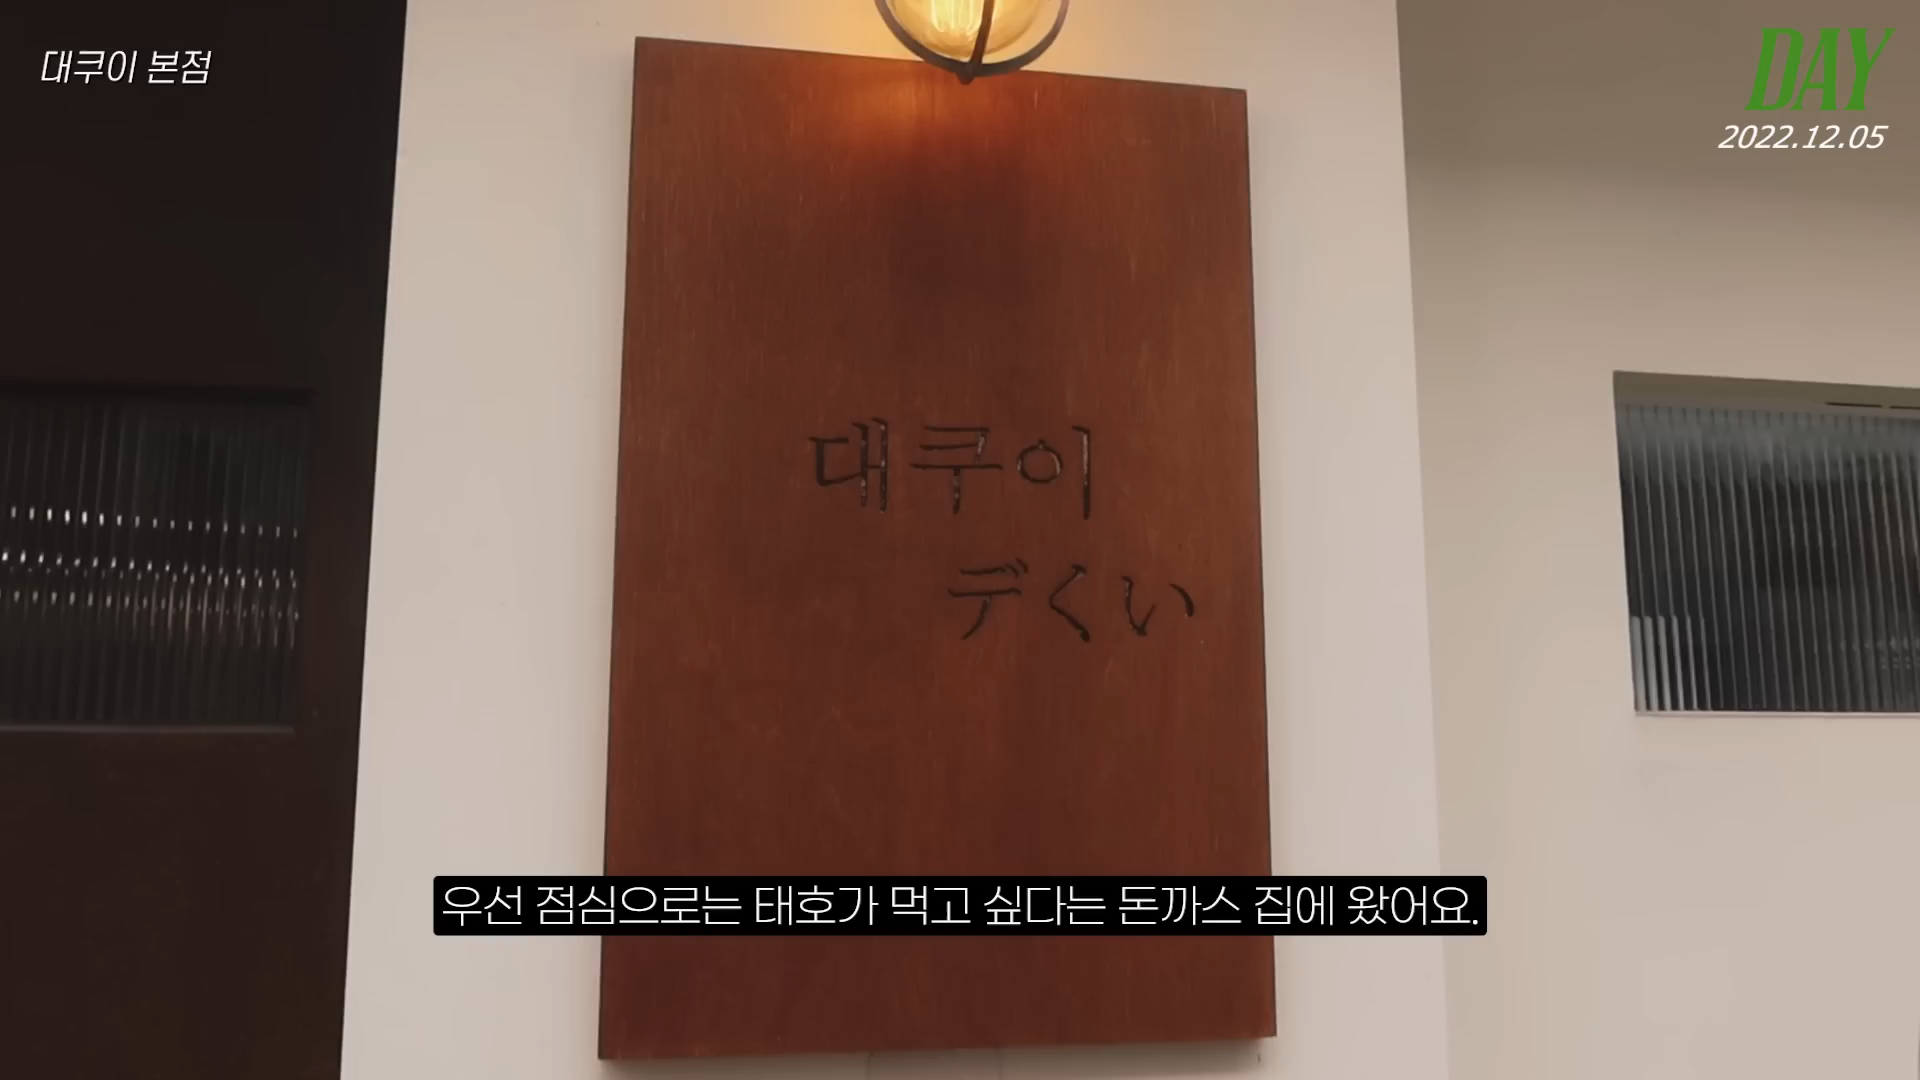 대쿠이 본점
DAY
2022.12.05
대쿠이
デくい
우선 점심으로는 태호가 먹고 싶다는 돈까스 집에 왔어요.